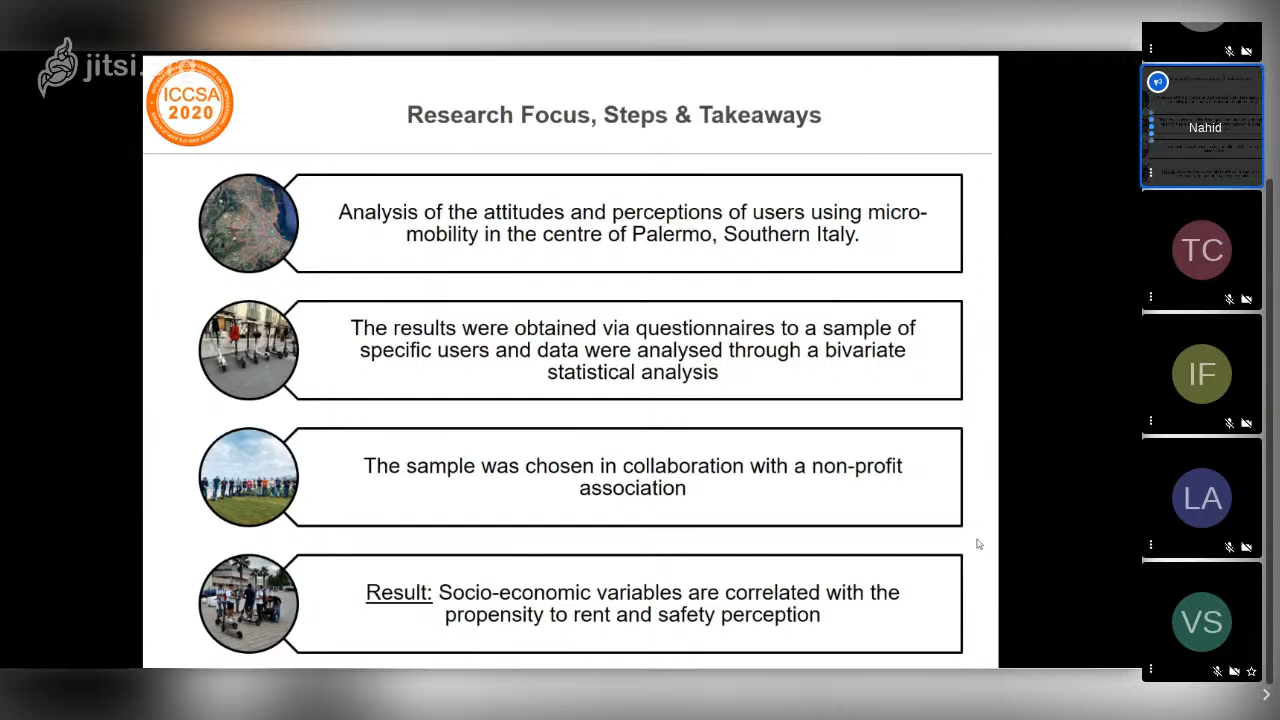 jitsi.org
ICCSA
2020
Research Focus, Steps & Takeaways
Analysis of the attitudes and perceptions of users using micro-
mobility in the centre of Palermo, Southern Italy.
The results were obtained via questionnaires to a sample of
specific users and data were analysed through a bivariate
statistical analysis
The sample was chosen in collaboration with a non-profit
association
Result: Socio-economic variables are correlated with the
propensity to rent and safety perception
Nahid
TC
IF
LA
VS